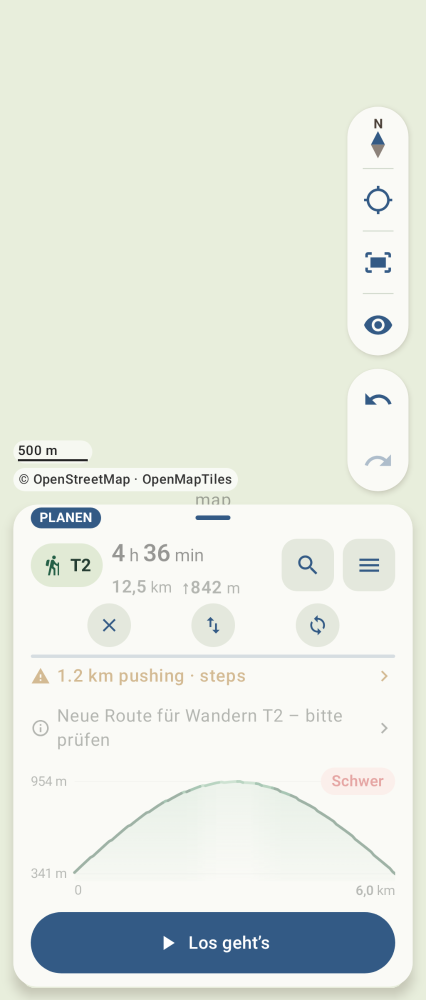 N
500 m
© OpenStreetMap · OpenMapTiles
map
PLANEN
T2
4 h 36 min
12,5 km ↑842 m
1.2 km pushing · steps
Neue Route für Wandern T2 – bitte
prüfen
954 m
Schwer
341 m
0
6,0 km
Los geht’s